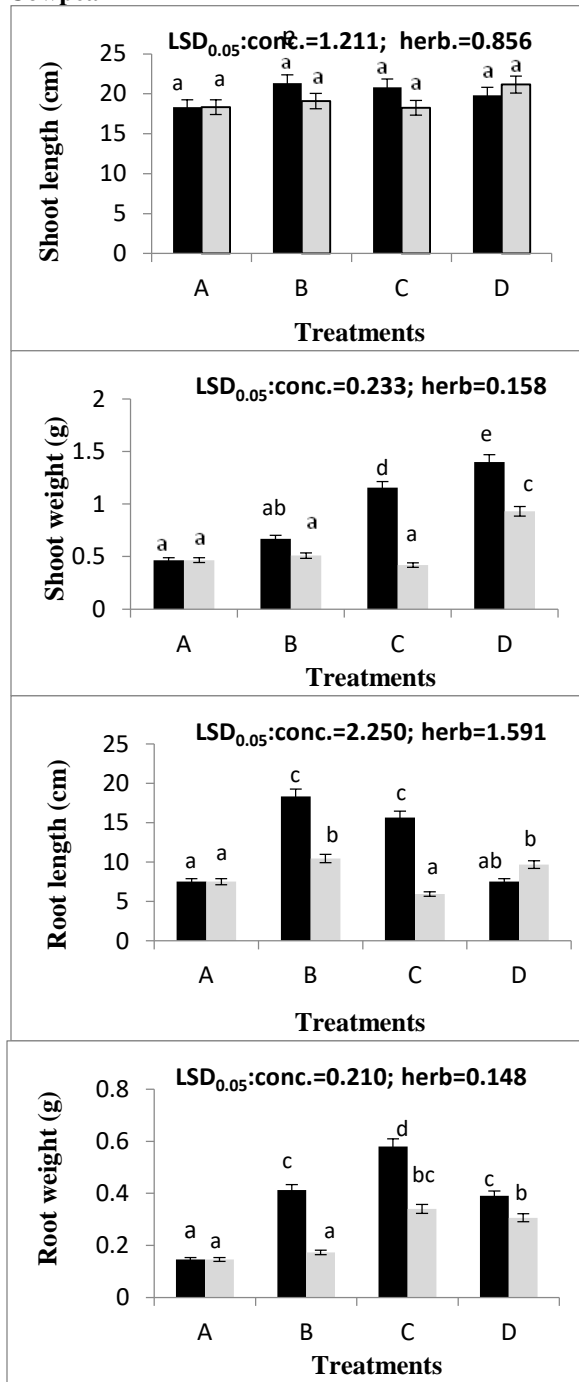 LSD0.05:conc.=1.211; herb.=0.856
Shoot length (cm)
25
20
15
10
5
0
a a a a a a a a
A B C D
Treatments
LSD0.05:conc.=0.233; herb=0.158
Shoot weight (g)
2
1.5
1
0.5
0
a a ab a d a e c
A B C D
Treatments
LSD0.05:conc.=2.250; herb=1.591
Root length (cm)
25
20
15
10
5
0
a a c b c a ab b
A B C D
Treatments
LSD0.05:conc.=0.210; herb=0.148
Root weight (g)
0.8
0.6
0.4
0.2
0
a a c a d bc c b
A B C D
Treatments